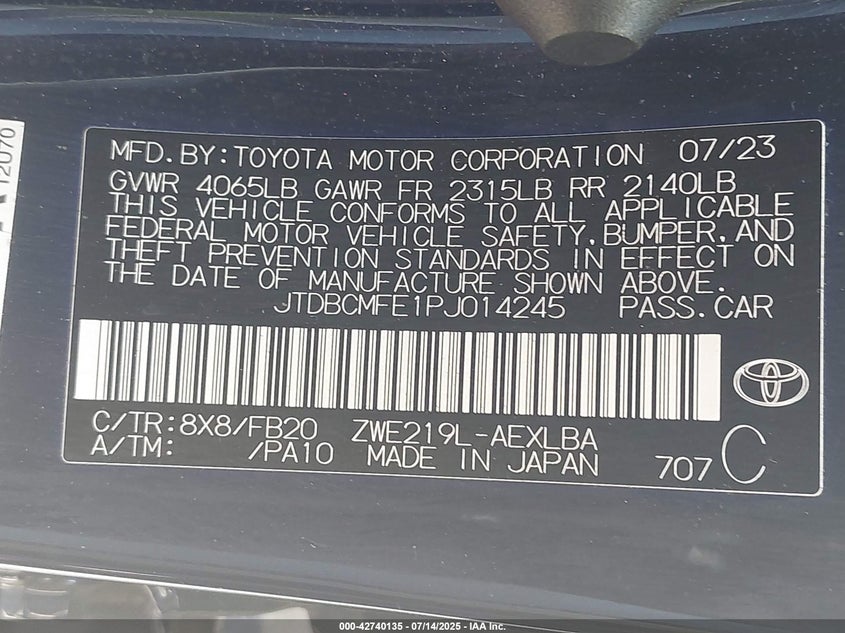 12070
MFD.BY:TOYOTA MOTOR CORPORATION 07/23
GVWR 4065LB GAWR FR 2315LB RR 2140LB
THIS VEHICLE CONFORMS TO ALL APPLICABLE
FEDERAL MOTOR VEHICLE SAFETY,BUMPER,AND
THEFT PREVENTION STANDARDS IN EFFECT ON
THE DATE OF MANUFACTURE SHOWN ABOVE.
JTDBCMFE1PJ014245 PASS.CAR
C/TR:8X8/FB20 ZWE219L-AEXLBA
A/TM: /PA10 MADE IN JAPAN 707 C
000-42740135 - 07/14/2025 - IAA Inc.